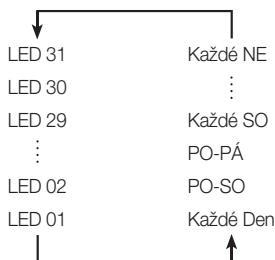 LED 31 Každé NE
LED 30
LED 29 Každé SO
PO-PÁ
LED 02 PO-SO
LED 01 Každé Den